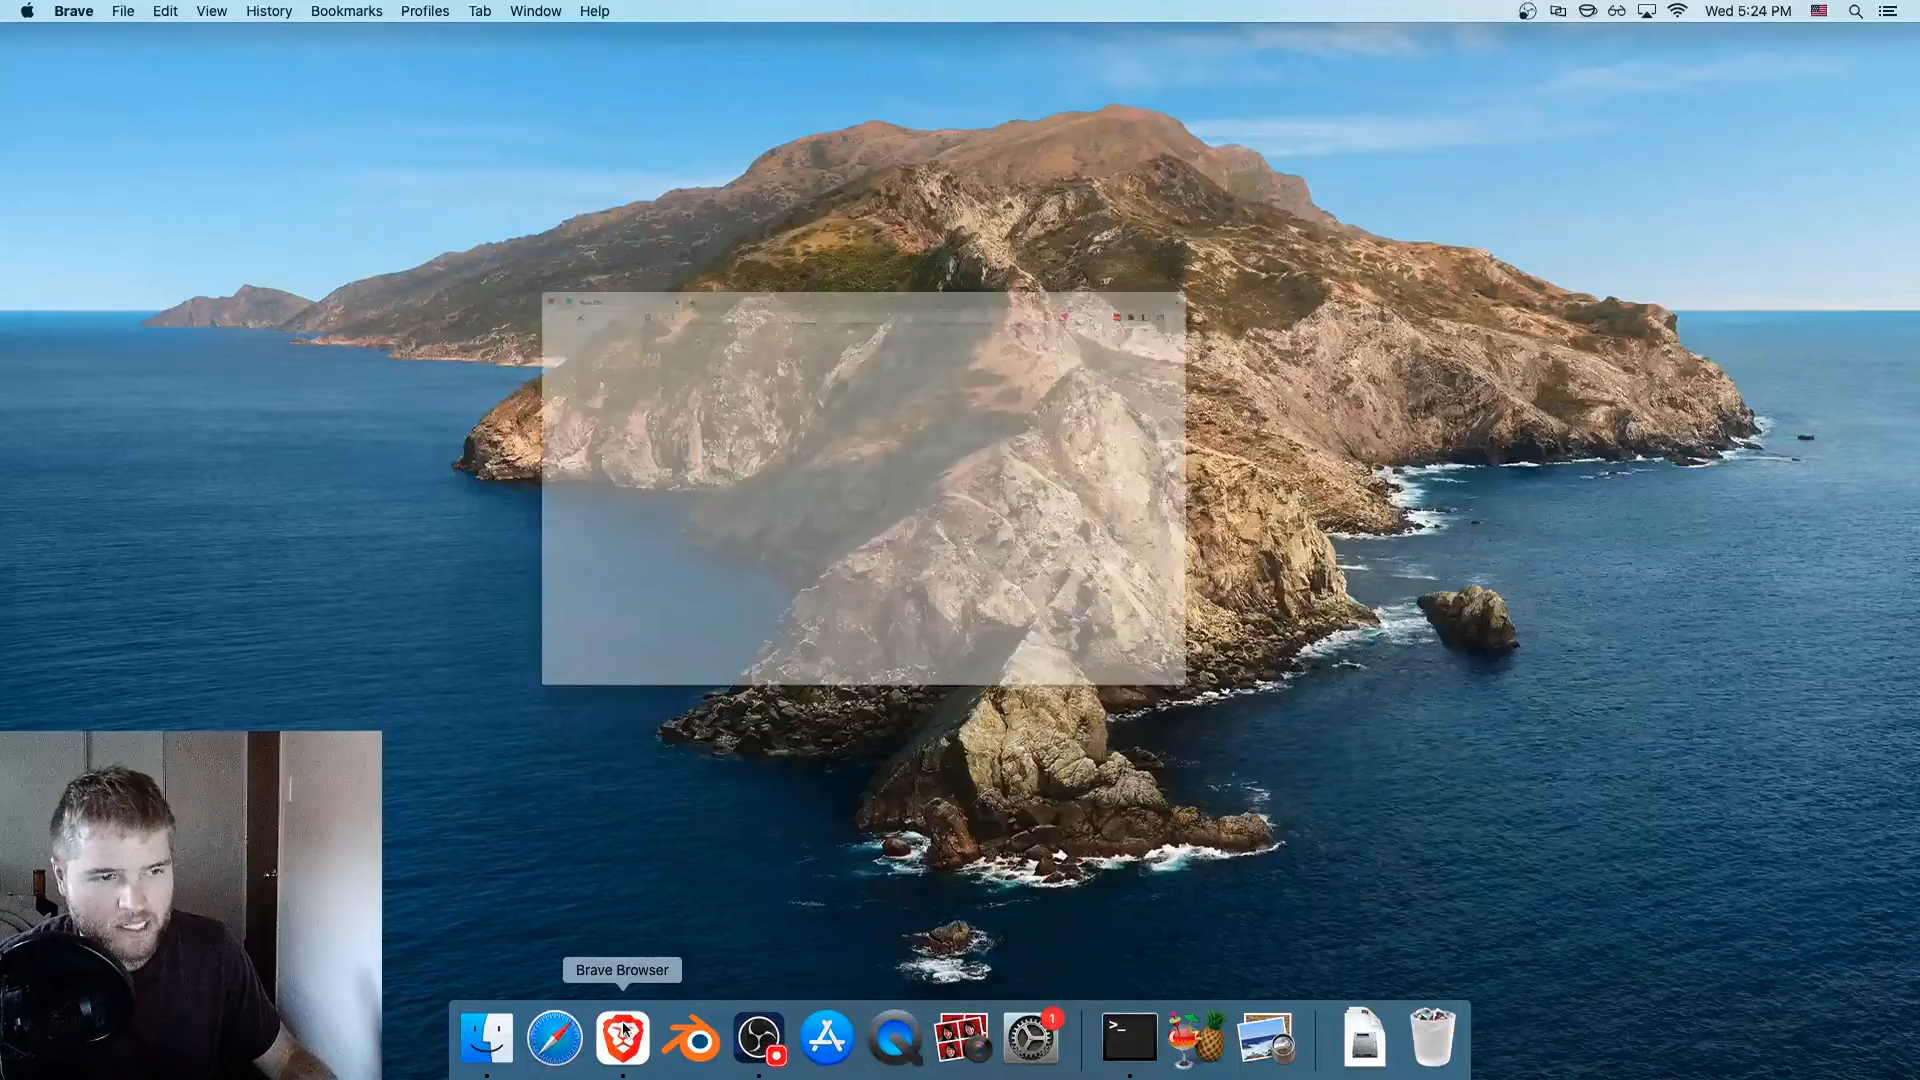 Brave File Edit View History Bookmarks Profiles Tab Window Help Wed 5:24 PM
Brave Browser
1
>_